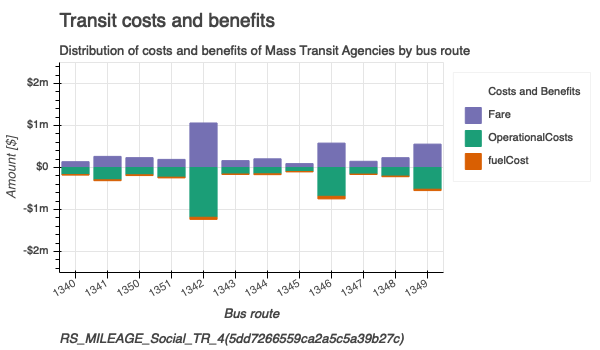 Transit costs and benefits
Distribution of costs and benefits of Mass Transit Agencies by bus route
$2m
$1m
$0
-$1m
-$2m
Amount [$]
1340
1341
1350
1351
1342
1343
1344
1345
1346
1347
1348
1349
Bus route
RS_MILEAGE_Social_TR_4(5dd7266559ca2a5c5a39b27c)
Costs and Benefits
Fare
OperationalCosts
fuelCost